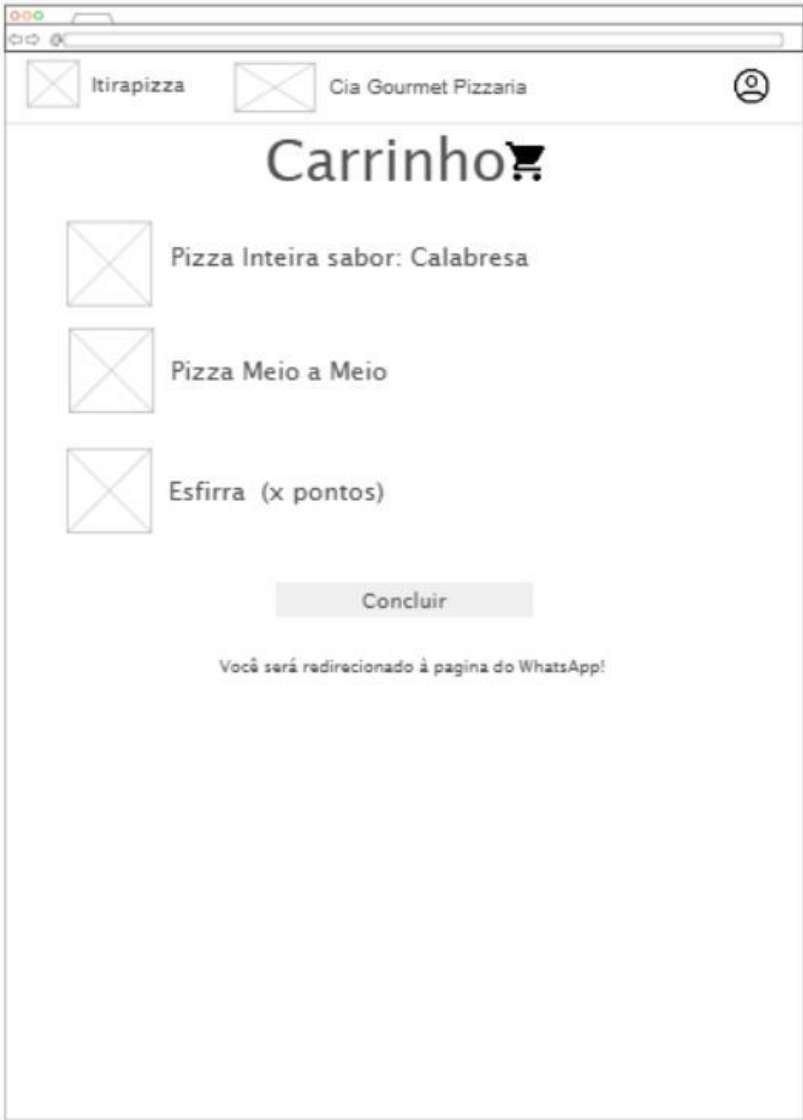 Itirapizza
Cia Gourmet Pizzaria
Carrinho
Pizza Inteira sabor: Calabresa
Pizza Meio a Meio
Esfirra (x pontos)
Concluir
Você será redirecionado à pagina do WhatsApp!